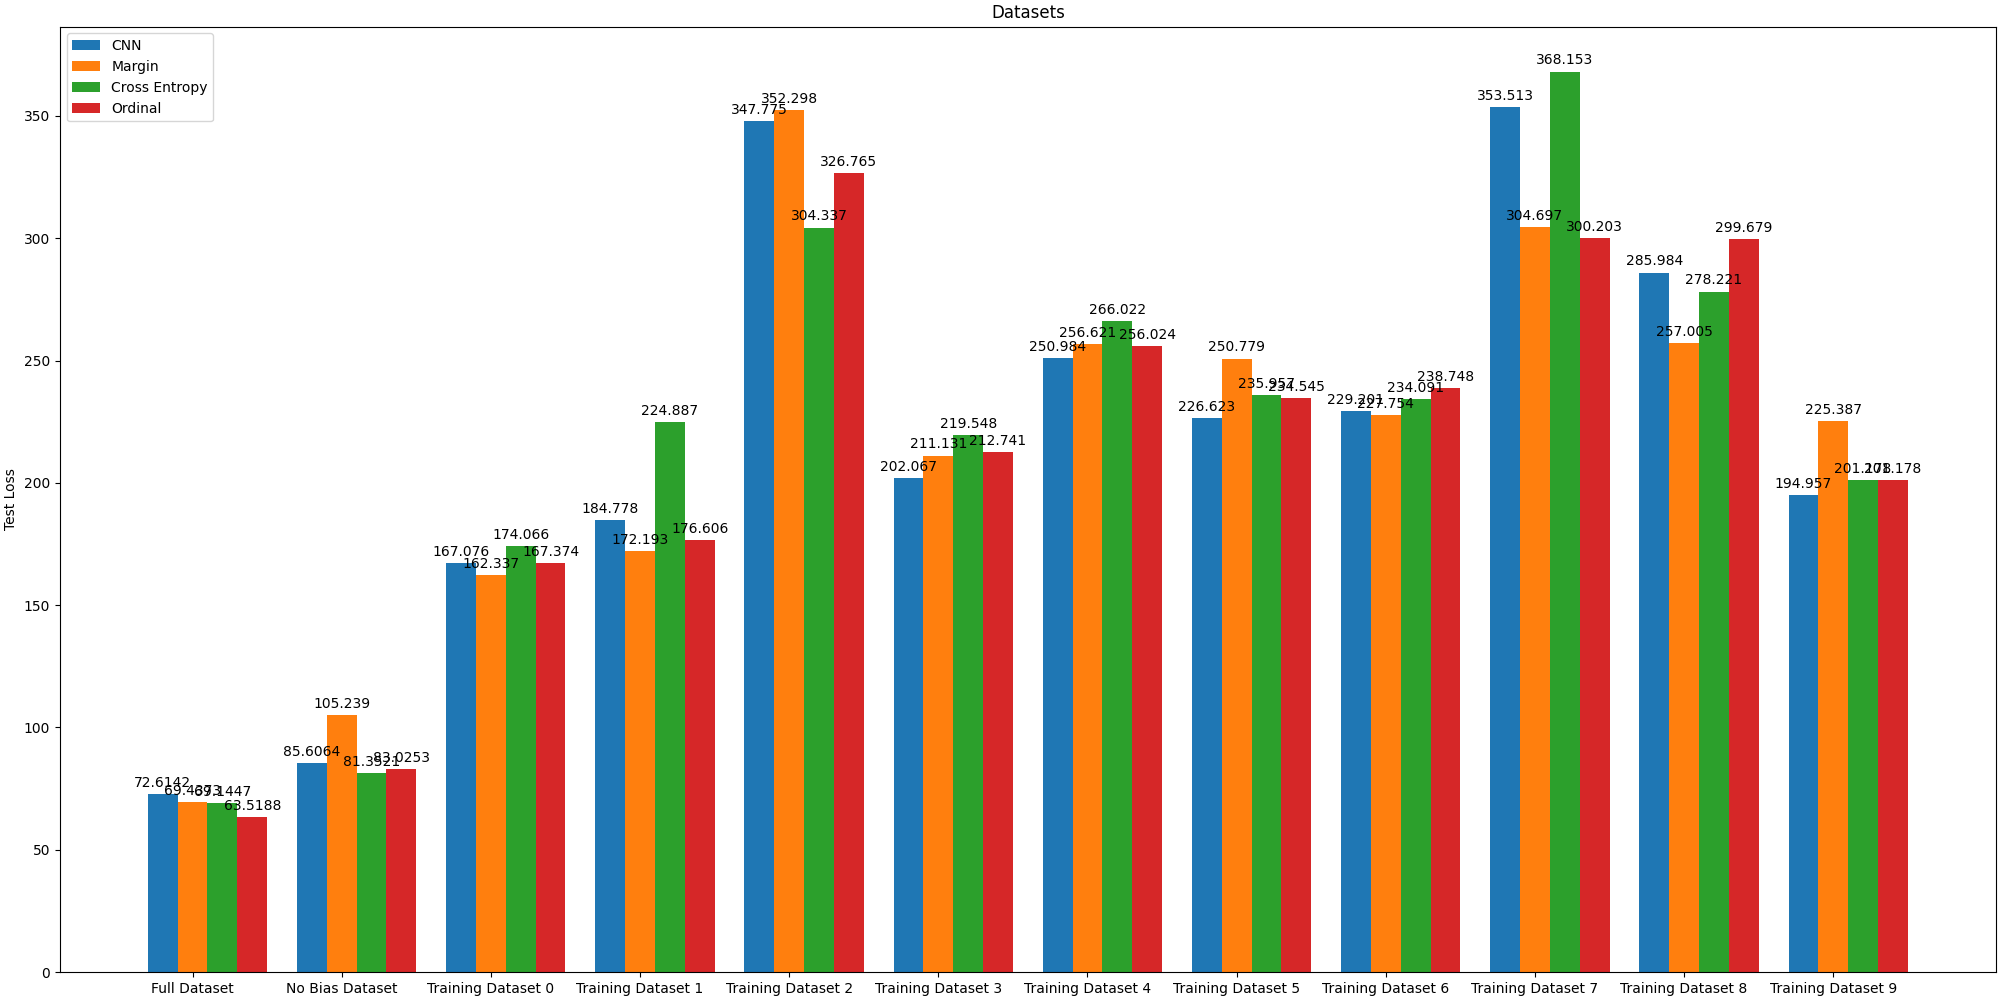 Datasets
CNN
Margin
Cross Entropy
Ordinal
Test Loss
350
300
250
200
150
100
50
0
72.6142
69.1447
63.5188
85.6064
105.239
81.3521
83.0253
167.076
162.337
174.066
167.374
184.778
172.193
224.887
176.606
347.775
352.298
304.337
326.765
202.067
211.131
219.548
212.741
250.984
256.621
266.022
256.024
226.623
250.779
235.957
234.545
229.201
227.754
234.091
238.748
353.513
304.697
368.153
300.203
285.984
257.005
278.221
299.679
194.957
225.387
Full Dataset
No Bias Dataset
Training Dataset 0
Training Dataset 1
Training Dataset 2
Training Dataset 3
Training Dataset 4
Training Dataset 5
Training Dataset 6
Training Dataset 7
Training Dataset 8
Training Dataset 9